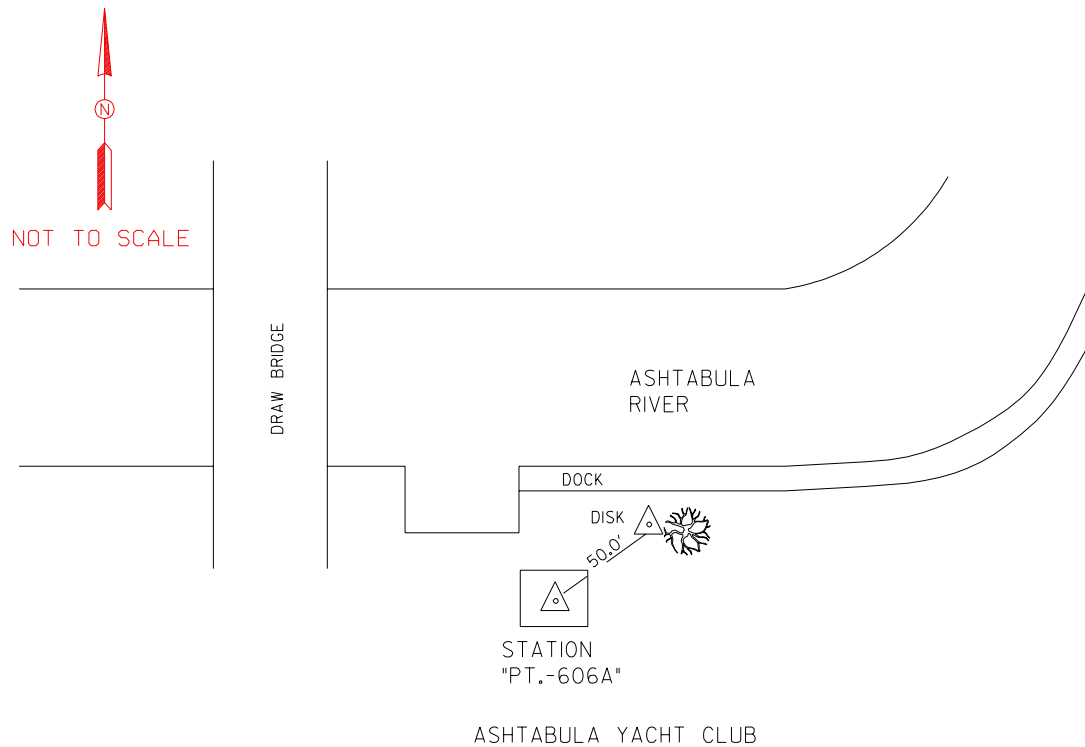 N
NOT TO SCALE
DRAW BRIDGE
ASHTABULA
RIVER
DOCK
DISK
50.0'
STATION
"PT.-606A"
ASHTABULA YACHT CLUB